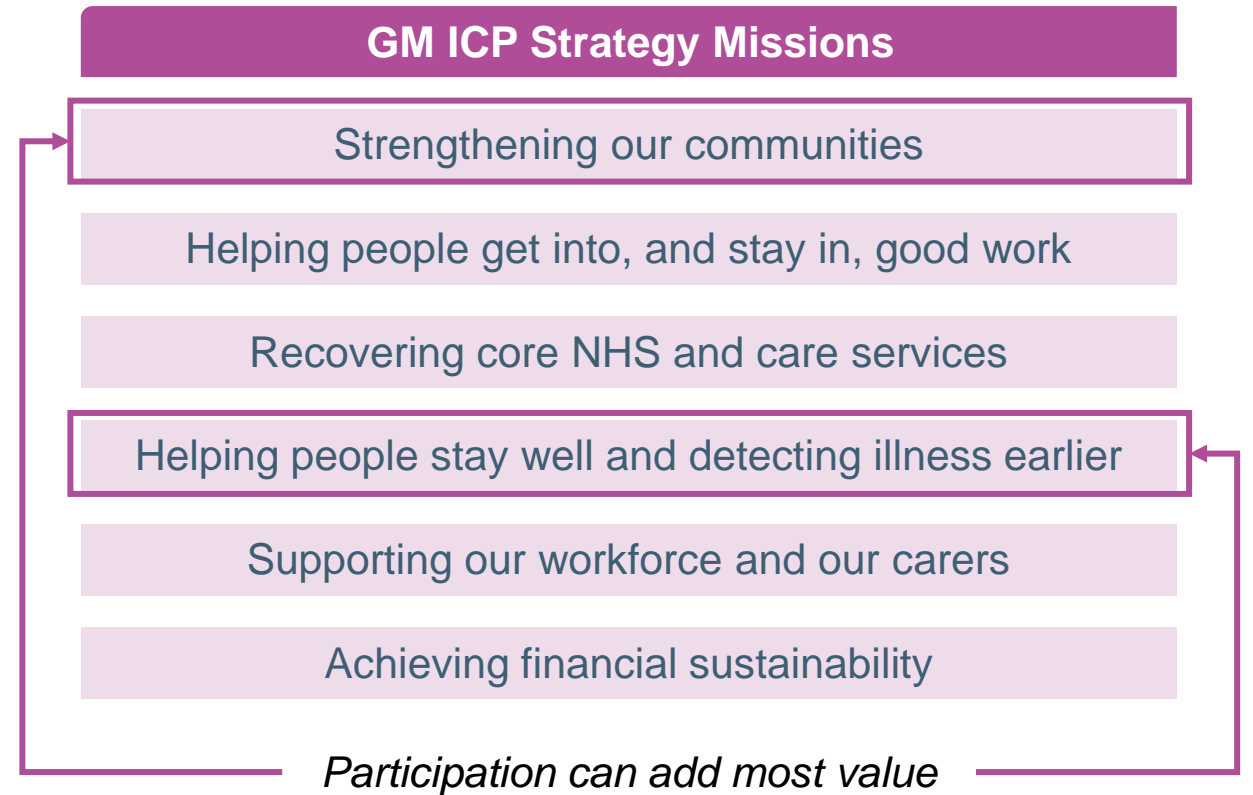 GM ICP Strategy Missions
Strengthening our communities
Helping people get into, and stay in, good work
Recovering core NHS and care services
Helping people stay well and detecting illness earlier
Supporting our workforce and our carers
Achieving financial sustainability
Participation can add most value